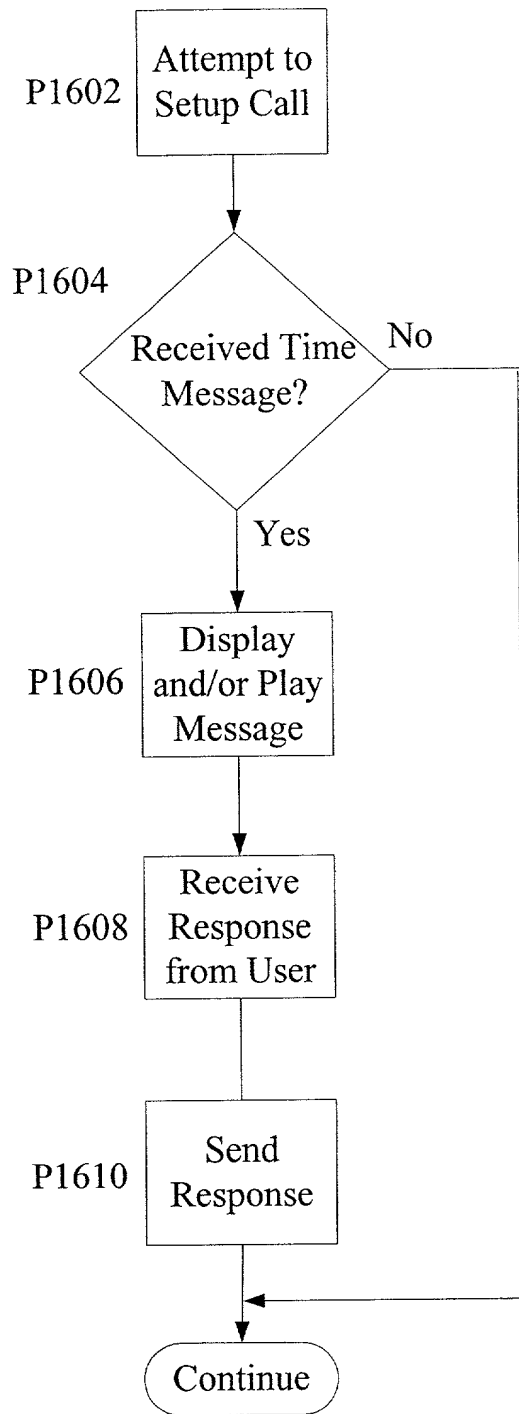 P1602
Attempt to
Setup Call
P1604
Received Time
Message?
No
Yes
P1606
Display
and/or Play
Message
P1608
Receive
Response
from User
P1610
Send
Response
Continue